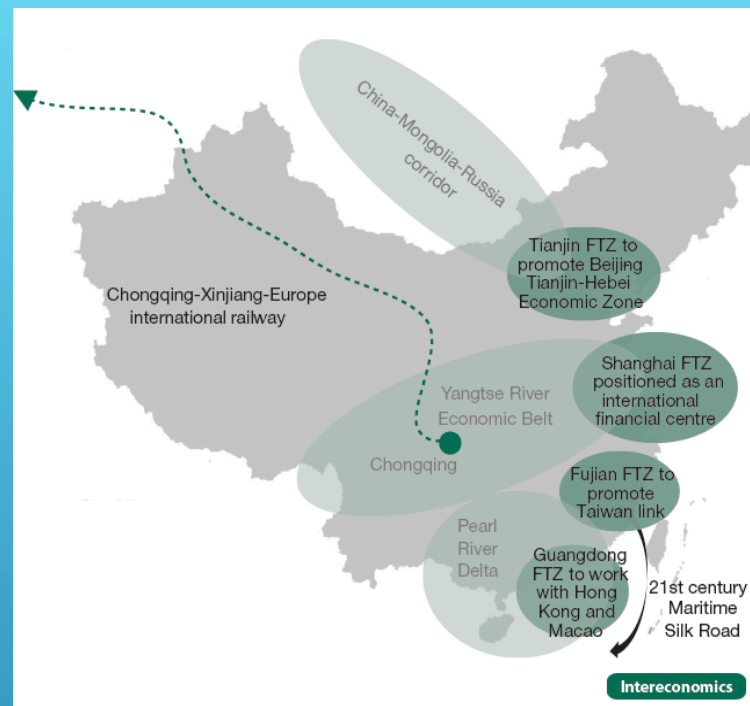 China-Mongolia-Russia
corridor
Tianjin FTZ to
promote Beijing
Tianjin-Hebei
Economic Zone
Chongqing-Xinjiang-Europe
international railway
Shanghai FTZ
positioned as an
international
financial centre
Yangtse River
Economic Belt
Chongqing
Fujian FTZ to
promote
Taiwan link
Pearl
River
Delta
Guangdong
FTZ to work
with Hong
Kong and
Macao
21st century
Maritime
Silk Road
Intereconomics